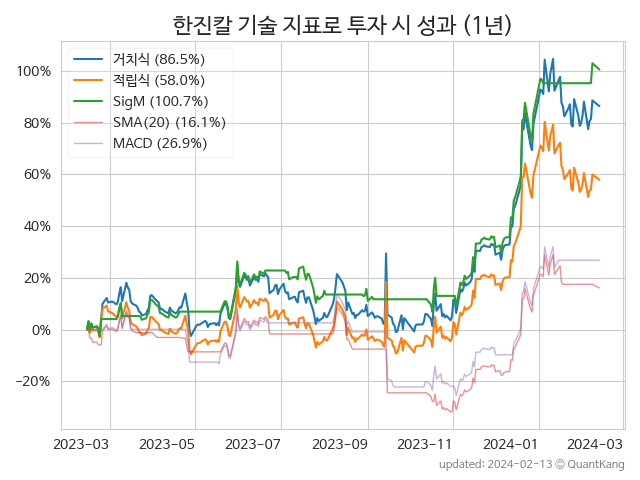 한진칼 기술 지표로 투자 시 성과 (1년)
거치식 (86.5%)
적립식 (58.0%)
SigM (100.7%)
SMA(20) (16.1%)
MACD (26.9%)
100%
80%
60%
40%
20%
0%
−20%
2023-03 2023-05 2023-07 2023-09 2023-11 2024-01 2024-03
updated: 2024-02-13 ⓒ QuantKang